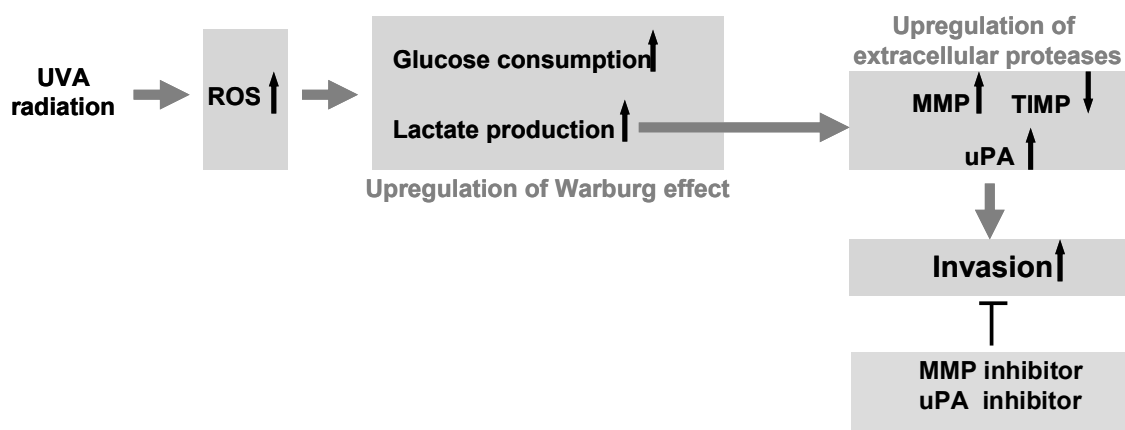 UVA
radiation
ROS
Glucose consumption
Lactate production
Upregulation of Warburg effect
Upregulation of
extracellular proteases
MMP TIMP
uPA
Invasion
MMP inhibitor
uPA inhibitor